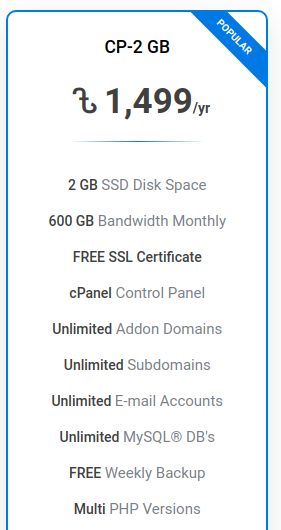 POPULAR
CP-2 GB
৳ 1,499/yr
2 GB SSD Disk Space
600 GB Bandwidth Monthly
FREE SSL Certificate
cPanel Control Panel
Unlimited Addon Domains
Unlimited Subdomains
Unlimited E-mail Accounts
Unlimited MySQL® DB's
FREE Weekly Backup
Multi PHP Versions